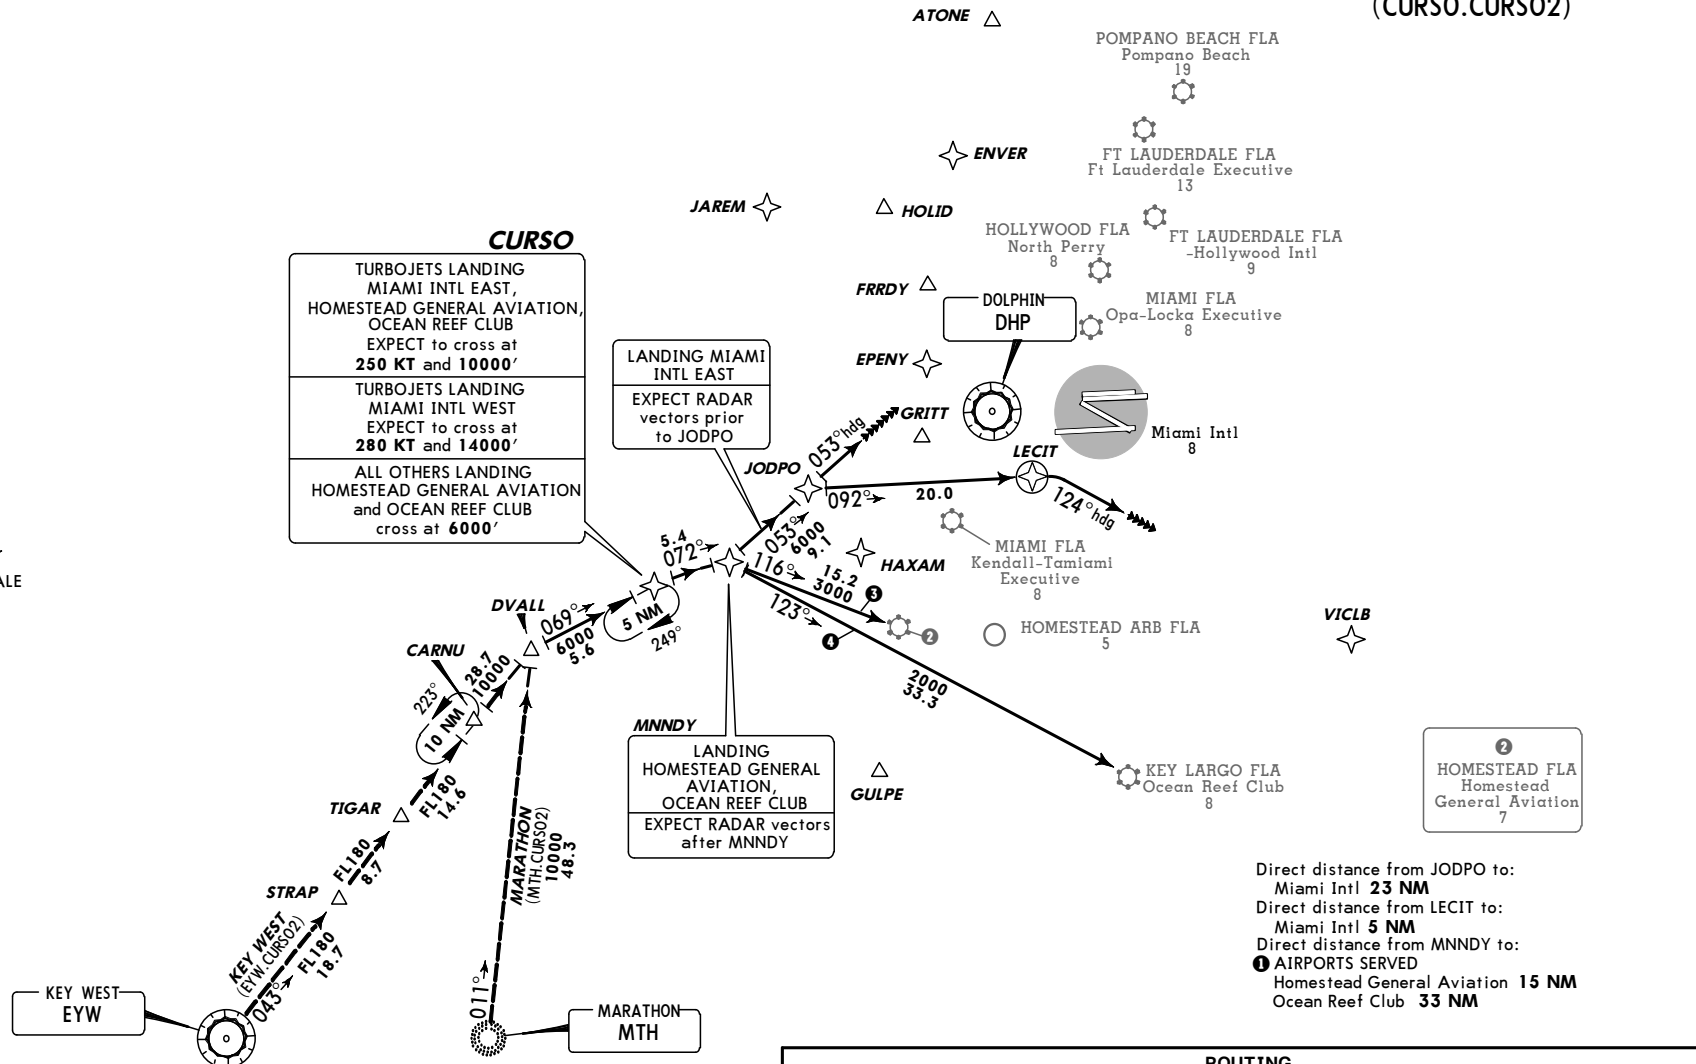 (CURSO.CURSO2)
ATONE
POMPANO BEACH FLA
Pompano Beach
19
ENVER
FT LAUDERDALE FLA
Ft Lauderdale Executive
13
JAREM
HOLID
HOLLYWOOD FLA
North Perry
8
FT LAUDERDALE FLA
-Hollywood Intl
9
CURSO
TURBOJETS LANDING
MIAMI INTL EAST,
HOMESTEAD GENERAL AVIATION,
OCEAN REEF CLUB
EXPECT to cross at
250 KT and 10000'
TURBOJETS LANDING
MIAMI INTL WEST
EXPECT to cross at
280 KT and 14000'
ALL OTHERS LANDING
HOMESTEAD GENERAL AVIATION
and OCEAN REEF CLUB
cross at 6000'
FRRDY
DOLPHIN
DHP
MIAMI FLA
Opa-Locka Executive
8
LANDING MIAMI
INTL EAST
EXPECT RADAR
vectors prior
to JODPO
EPENY
GRITT
Miami Intl
8
JODPO
053° hdg
LECIT
092°
20.0
124° hdg
5.4
072°
053°
6000
9.1
116°
15.2
3000
3
HAXAM
MIAMI FLA
Kendall-Tamiami
Executive
8
ALE
DVALL
069°
6000
5.6
5 NM
249°
123°
4
2
HOMESTEAD ARB FLA
5
VICLB
CARNU
28.7
10000
223°
10 NM
2000
33.3
MNNDY
LANDING
HOMESTEAD GENERAL
AVIATION,
OCEAN REEF CLUB
EXPECT RADAR vectors
after MNNDY
GULPE
KEY LARGO FLA
Ocean Reef Club
8
2
HOMESTEAD FLA
Homestead
General Aviation
7
TIGAR
FL180
14.6
MARATHON
(MTH.CURSO2)
10000
48.3
STRAP
FL180
8.7
KEY WEST
(EYW.CURSO2)
043°
FL180
18.7
011°
KEY WEST
EYW
MARATHON
MTH
Direct distance from JODPO to:
Miami Intl 23 NM
Direct distance from LECIT to:
Miami Intl 5 NM
Direct distance from MNNDY to:
1 AIRPORTS SERVED
Homestead General Aviation 15 NM
Ocean Reef Club 33 NM
ROUTING